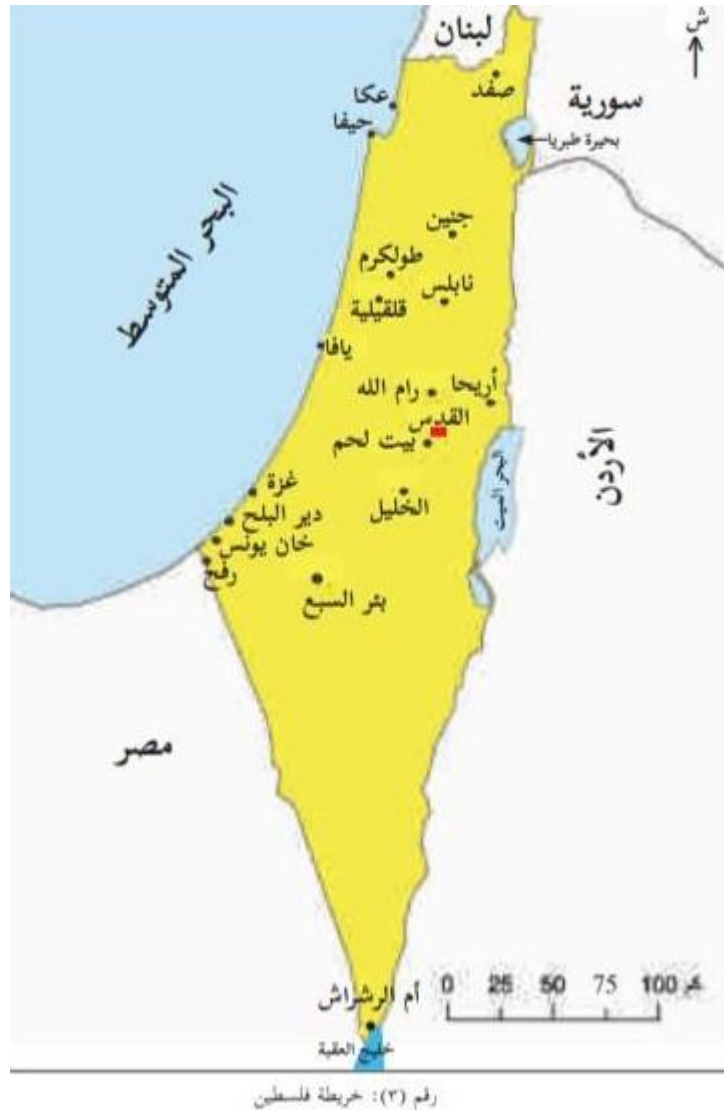 ش
لبنان
صفد
سورية
عكا
حيفا
بحيرة طبريا
البحر المتوسط
جنين
طولكرم
نابلس
قلقيلية
يافا
أريحا
رام الله
القدس
بيت لحم
الأردن
البحر الميت
غزة
الخليل
دير البلح
خان يونس
رفح
بئر السبع
مصر
0 25 50 75 100 كم
أم الرشراش
خليج العقبة
رقم (٣): خريطة فلسطين